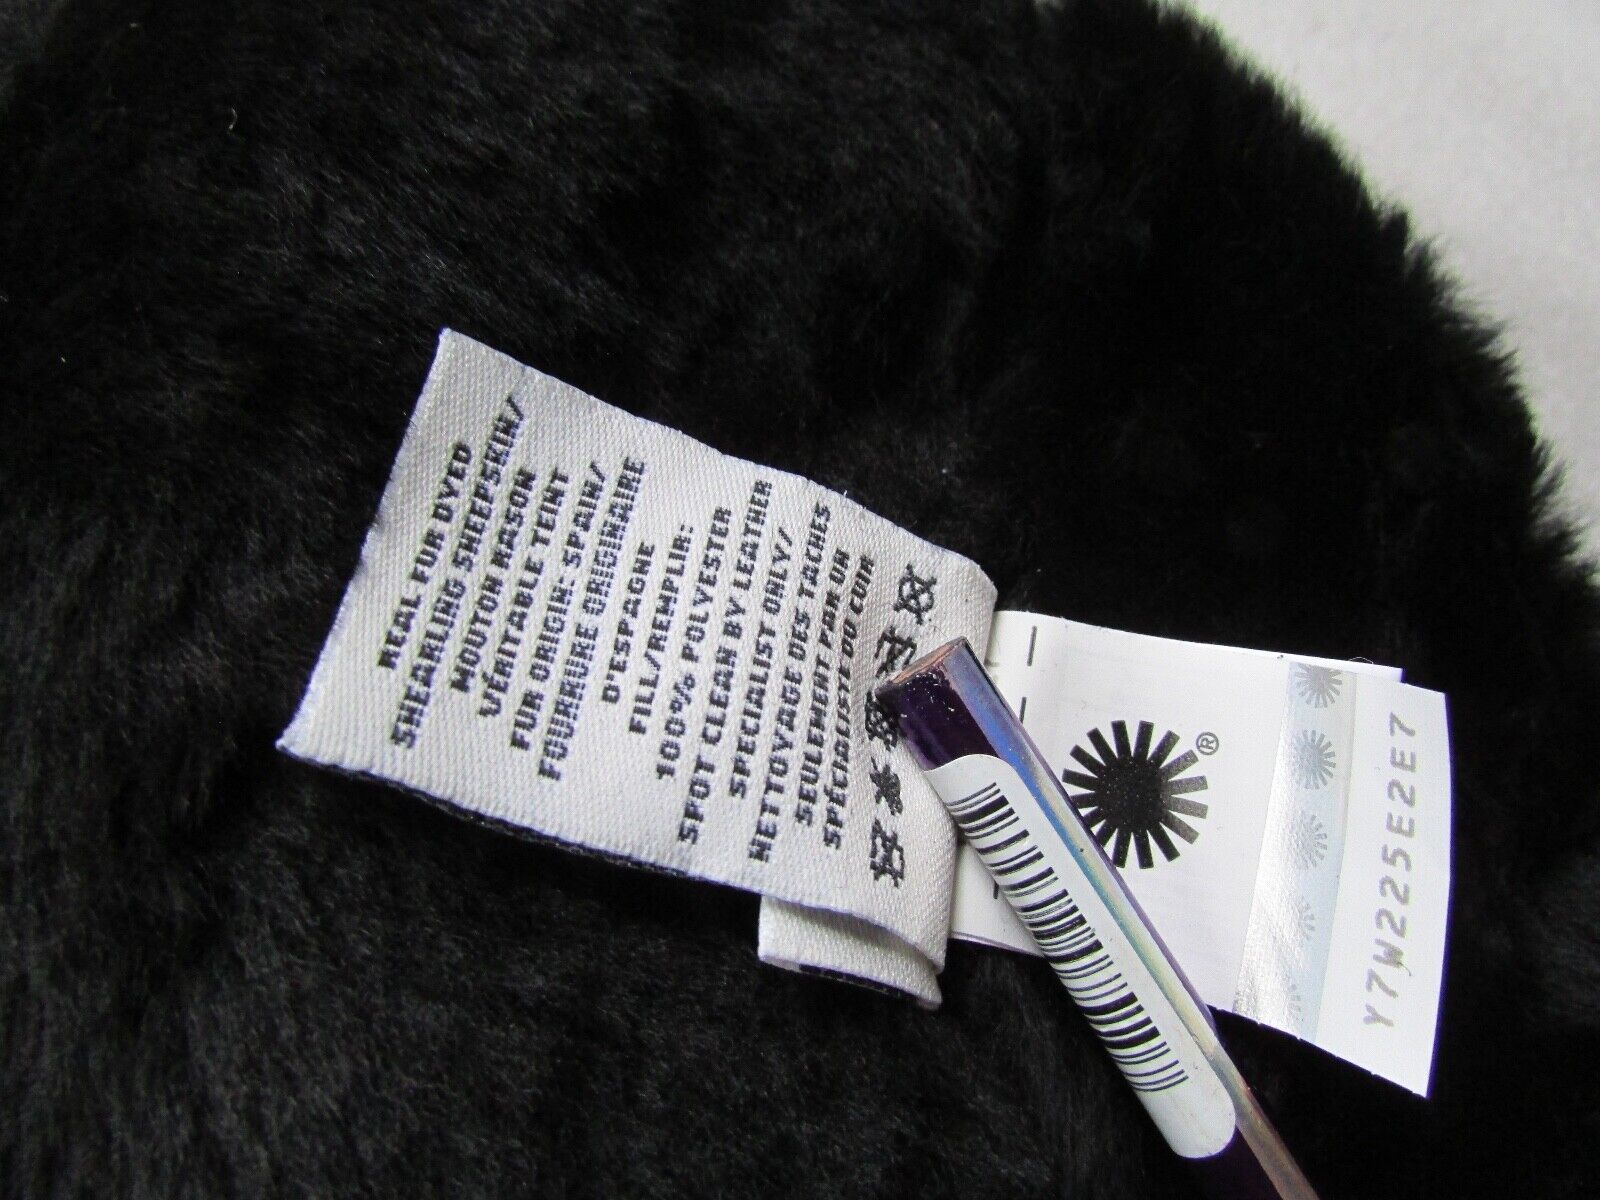 REAL FUR DYED
SHEARLING SHEEPSKIN/
MOUTON RASON
VÉRITABLE TEINT
FUR ORIGIN: SPAIN/
FOURRURE ORIGINAIRE
D'ESPAGNE
FILL/REMPLIR:
100% POLYESTER
SPOT CLEAN BY LEATHER
SPECIALIST ONLY/
NETTOYAGE DES TACHES
SEULEMENT PAR UN
SPÉCIALISTE DU CUIR
®
Y7W225E2E7